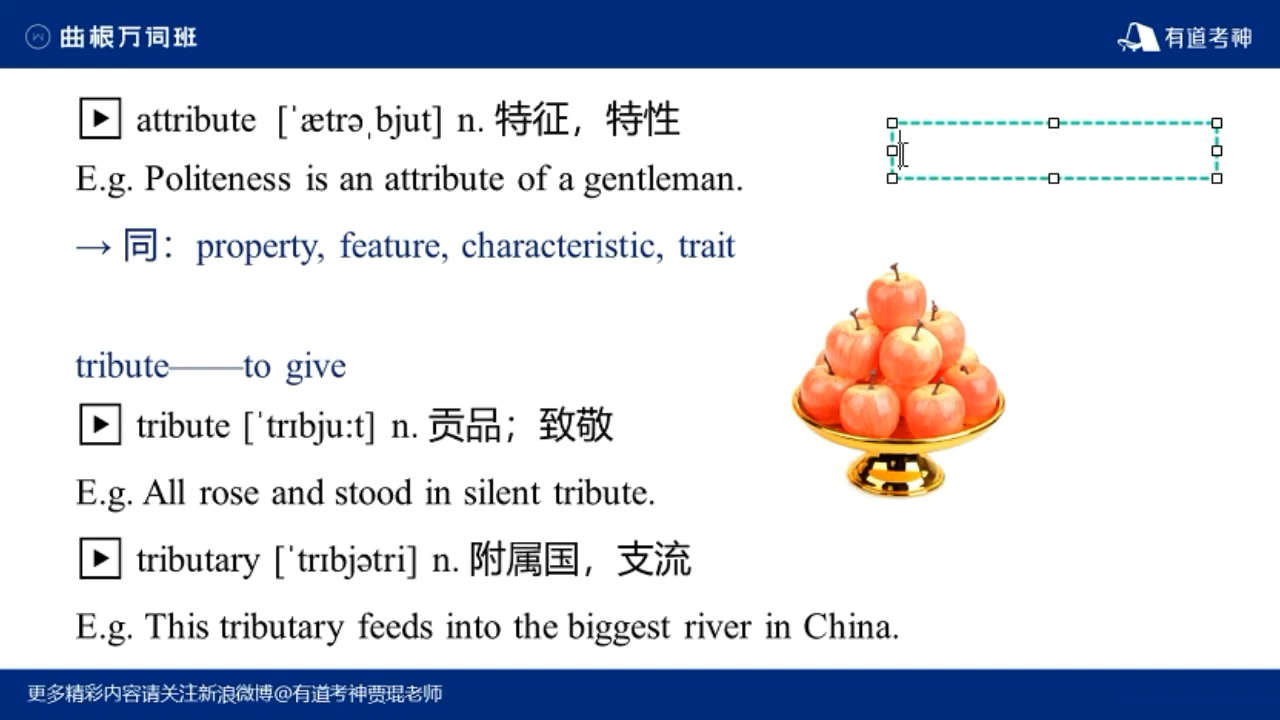 曲根万词班
有道考神
attribute [ˈætrəˌbjut] n. 特征，特性
E.g. Politeness is an attribute of a gentleman.
→ 同：property, feature, characteristic, trait
tribute——to give
tribute [ˈtrɪbju:t] n. 贡品；致敬
E.g. All rose and stood in silent tribute.
tributary [ˈtrɪbjətri] n. 附属国，支流
E.g. This tributary feeds into the biggest river in China.
更多精彩内容请关注新浪微博@有道考神贾琨老师